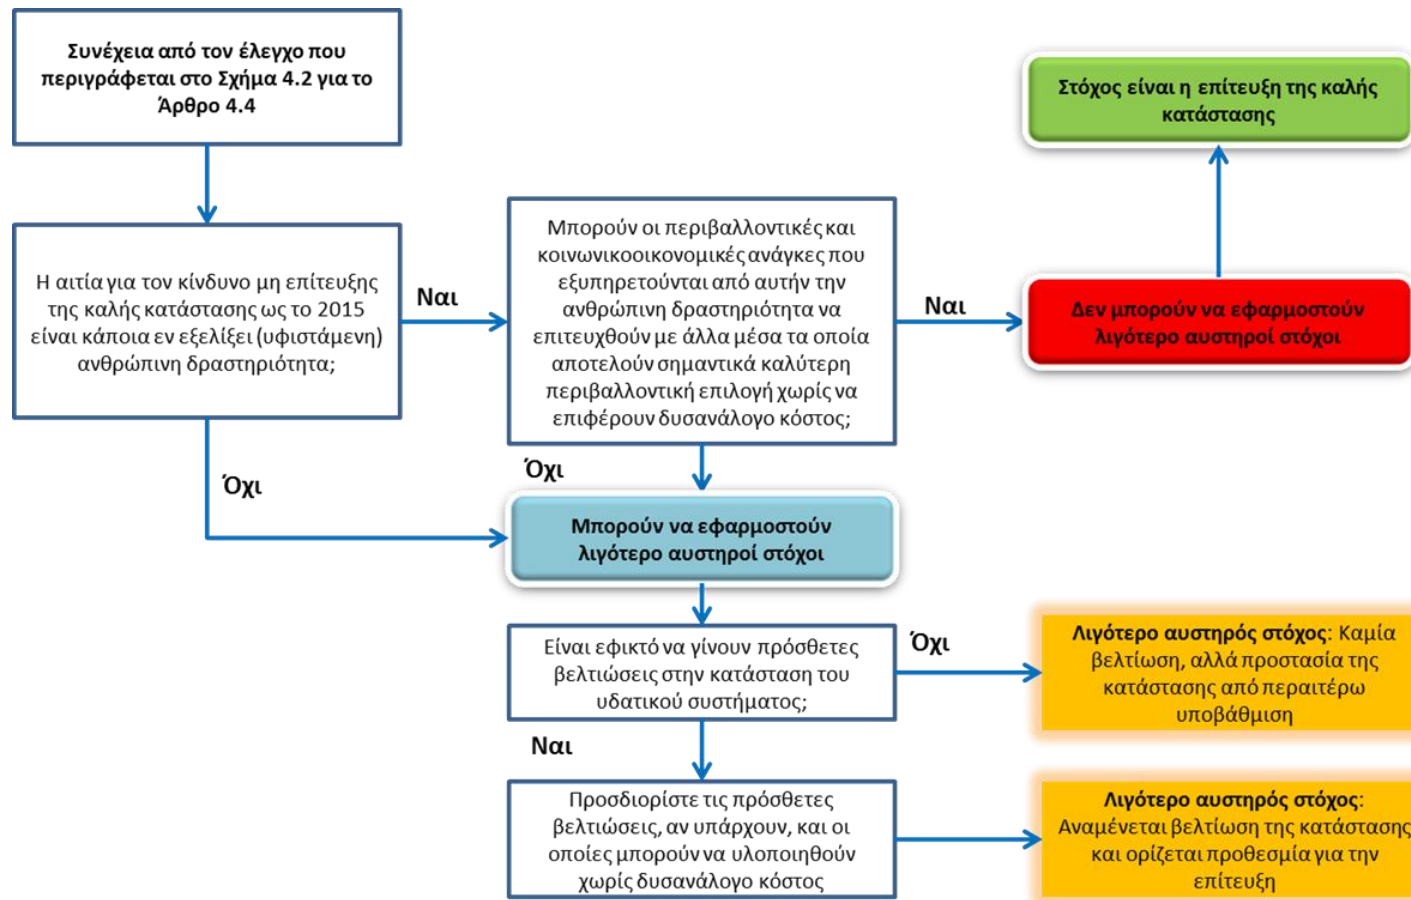 Συνέχεια από τον έλεγχο που
περιγράφεται στο Σχήμα 4.2 για το
Άρθρο 4.4
Στόχος είναι η επίτευξη της καλής
κατάστασης
Η αιτία για τον κίνδυνο μη επίτευξης
της καλής κατάστασης ως το 2015
είναι κάποια εν εξελίξει (υφιστάμενη)
ανθρώπινη δραστηριότητα;
Ναι
Μπορούν οι περιβαλλοντικές και
κοινωνικοοικονομικές ανάγκες που
εξυπηρετούνται από αυτήν την
ανθρώπινη δραστηριότητα να
επιτευχθούν με άλλα μέσα τα οποία
αποτελούν σημαντικά καλύτερη
περιβαλλοντική επιλογή χωρίς να
επιφέρουν δυσανάλογο κόστος;
Ναι
Δεν μπορούν να εφαρμοστούν
λιγότερο αυστηροί στόχοι
Όχι
Όχι
Μπορούν να εφαρμοστούν
λιγότερο αυστηροί στόχοι
Είναι εφικτό να γίνουν πρόσθετες
βελτιώσεις στην κατάσταση του
υδατικού συστήματος;
Όχι
Λιγότερο αυστηρός στόχος: Καμία
βελτίωση, αλλά προστασία της
κατάστασης από περαιτέρω
υποβάθμιση
Ναι
Προσδιορίστε τις πρόσθετες
βελτιώσεις, αν υπάρχουν, και οι
οποίες μπορούν να υλοποιηθούν
χωρίς δυσανάλογο κόστος
Λιγότερο αυστηρός στόχος:
Αναμένεται βελτίωση της κατάστασης
και ορίζεται προθεσμία για την
επίτευξη